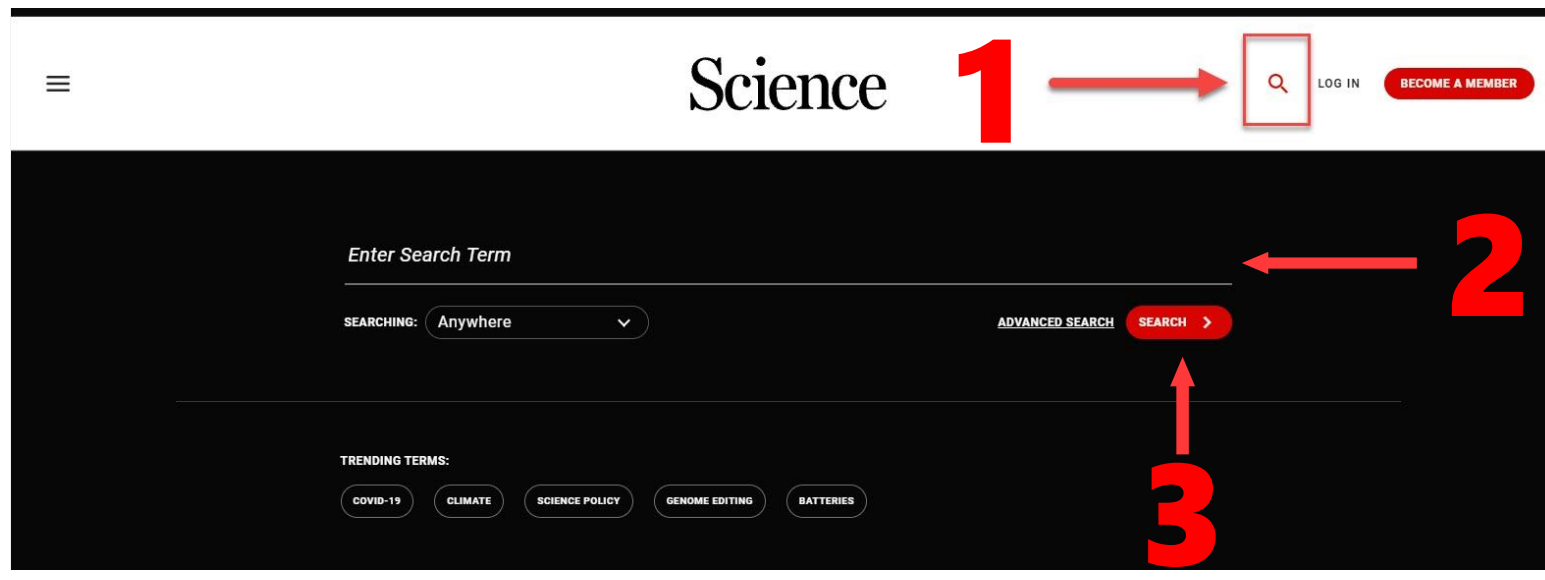 Science
1
LOG IN
BECOME A MEMBER
Enter Search Term
2
SEARCHING: Anywhere
ADVANCED SEARCH
SEARCH
3
TRENDING TERMS:
COVID-19
CLIMATE
SCIENCE POLICY
GENOME EDITING
BATTERIES